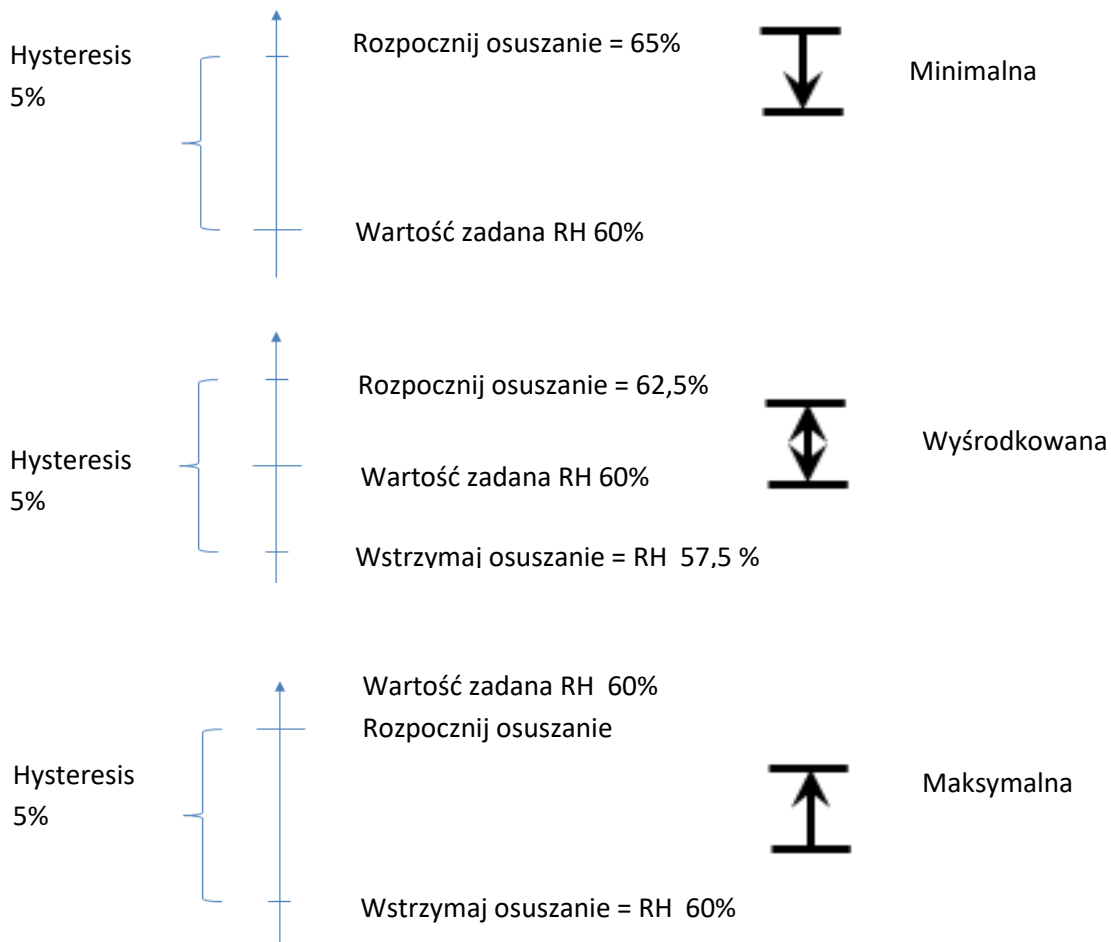 Hysteresis
5%
Rozpocznij osuszanie = 65%
Minimalna
Wartość zadana RH 60%
Hysteresis
5%
Rozpocznij osuszanie = 62,5%
Wyśrodkowana
Wartość zadana RH 60%
Wstrzymaj osuszanie = RH  57,5 %
Hysteresis
5%
Wartość zadana RH  60%
Rozpocznij osuszanie
Maksymalna
Wstrzymaj osuszanie = RH  60%